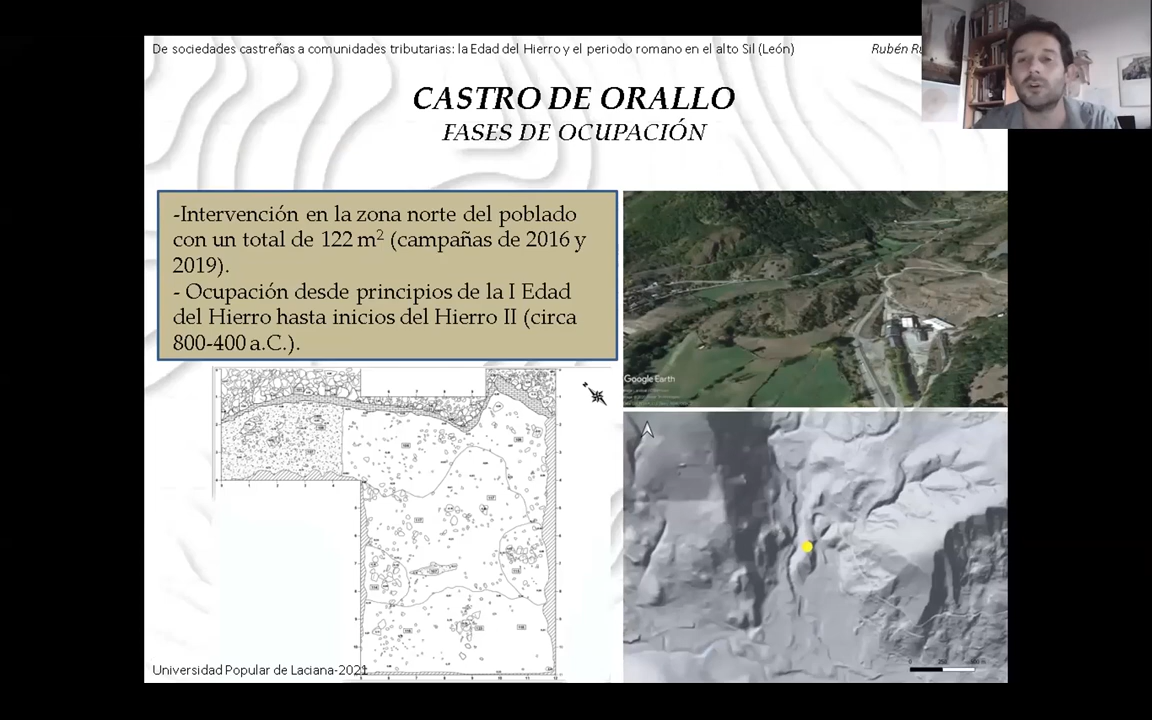 De sociedades castreñas a comunidades tributarias: la Edad del Hierro y el periodo romano en el alto Sil (León)
Rubén
CASTRO DE ORALLO
FASES DE OCUPACIÓN
-Intervención en la zona norte del poblado
con un total de 122 m² (campañas de 2016 y
2019).
- Ocupación desde principios de la I Edad
del Hierro hasta inicios del Hierro II (circa
800-400 a.C.).
Google Earth
Universidad Popular de Laciana-2021